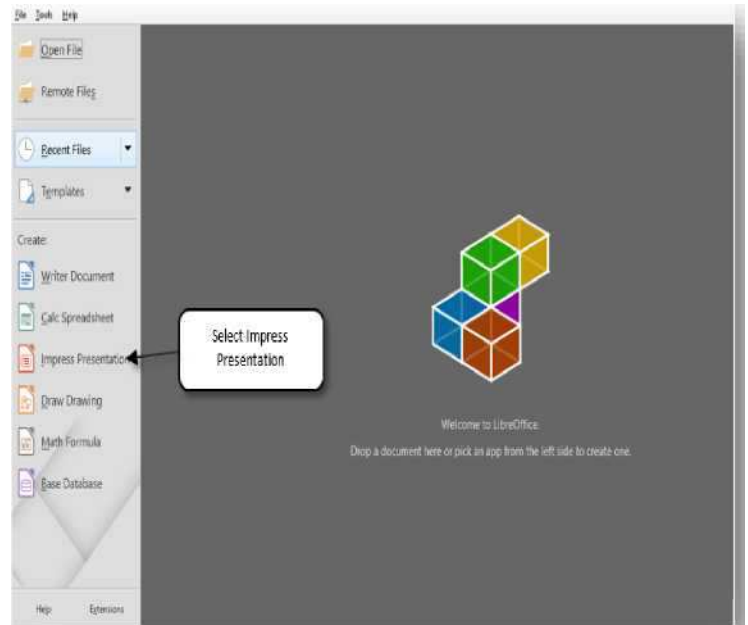 File Tools Help
Open File
Remote Files
Recent Files
Templates
Create:
Writer Document
Calc Spreadsheet
Impress Presentation
Draw Drawing
Math Formula
Base Database
Select Impress
Presentation
Welcome to LibreOffice.
Drop a document here or pick an app from the left side to create one.
Help Extensions